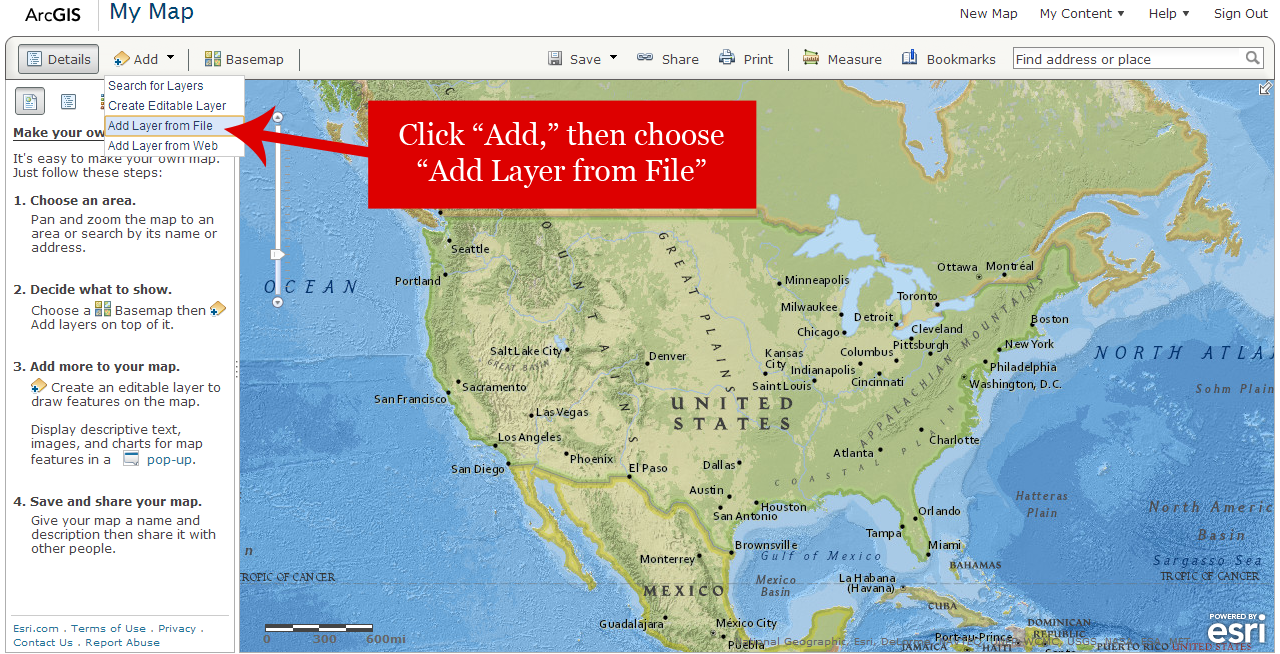 ArcGIS
My Map
New Map
My Content
Help
Sign Out
Details
Add
Basemap
Save
Share
Print
Measure
Bookmarks
Find address or place
Search for Layers
Create Editable Layer
Add Layer from File
Add Layer from Web
Click “Add,” then choose
“Add Layer from File”
Make your ow
It's easy to make your own map.
Just follow these steps:
1. Choose an area.
Pan and zoom the map to an
area or search by its name or
address.
2. Decide what to show.
Choose a Basemap then
Add layers on top of it.
3. Add more to your map.
Create an editable layer to
draw features on the map.
Display descriptive text,
images, and charts for map
features in a pop-up.
4. Save and share your map.
Give your map a name and
description then share it with
other people.
Esri.com . Terms of Use . Privacy .
Contact Us . Report Abuse
OCEAN
Seattle
Portland
GREAT PLAINS
Minneapolis
Ottawa
Montréal
Milwaukee
Toronto
Detroit
Chicago
Cleveland
Boston
Pittsburgh
New York
Salt Lake City
GREAT BASIN
Denver
Kansas
City
Columbus
Indianapolis
Philadelphia
NORTH ATLA
Sacramento
Saint Louis
Cincinnati
Washington, D.C.
Sohm Plain
San Francisco
UNITED
STATES
APPALACHIAN MOUNTAINS
Las Vegas
Los Angeles
Charlotte
Phoenix
Atlanta
San Diego
El Paso
Dallas
COASTAL PLAIN
Austin
Houston
San Antonio
Hatteras
Plain
North Americ
Basin
Orlando
Tampa
Brownsville
Miami
Monterrey
Gulf of Mexico
Sargasso Sea
BAHAMAS
n
ROPIC OF CANCER
TROPIC OF CANCER
Mexico
Basin
La Habana
(Havana)
MEXICO
CUBA
Guadalajara
México City
Puebla
DOMINICAN
REPUBLIC
Port-au-Prince
JAMAICA
HAITI
PUERTO RICO
UNITED STATES
0 300 600mi
POWERED BY
esri